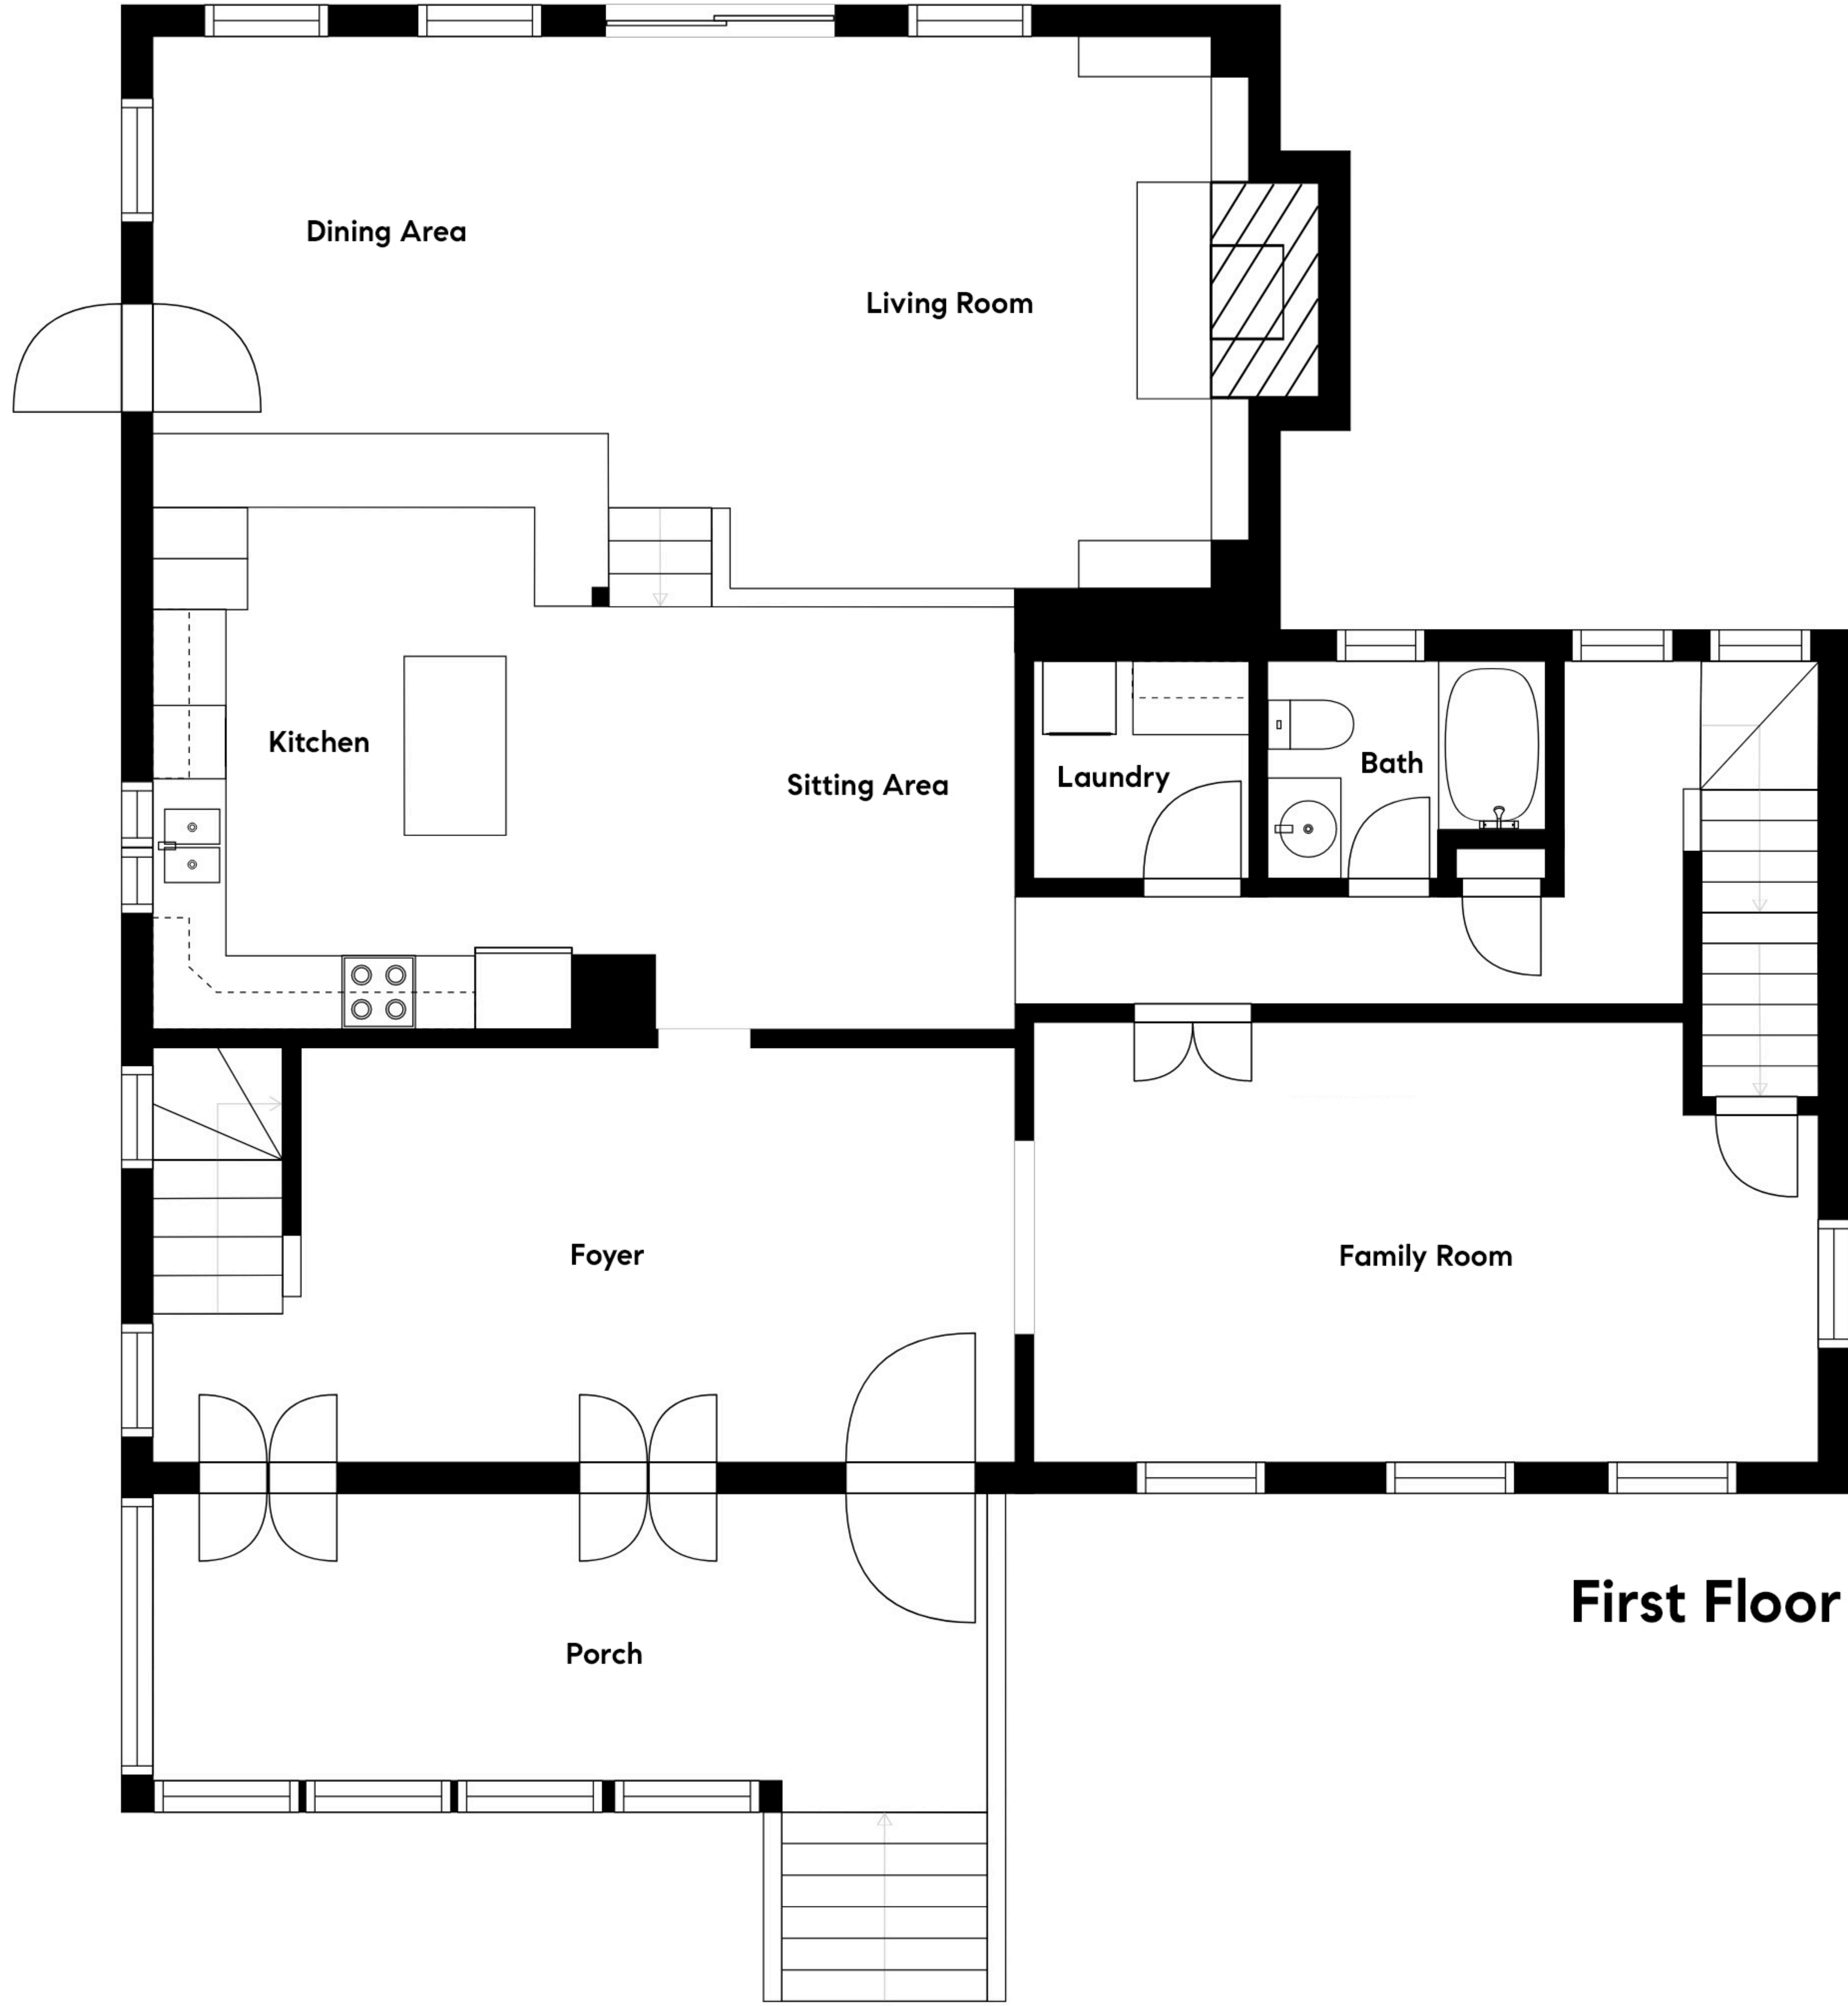 Dining Area
Living Room
Kitchen
Sitting Area
Laundry
Bath
Foyer
Family Room
First Floor
Porch